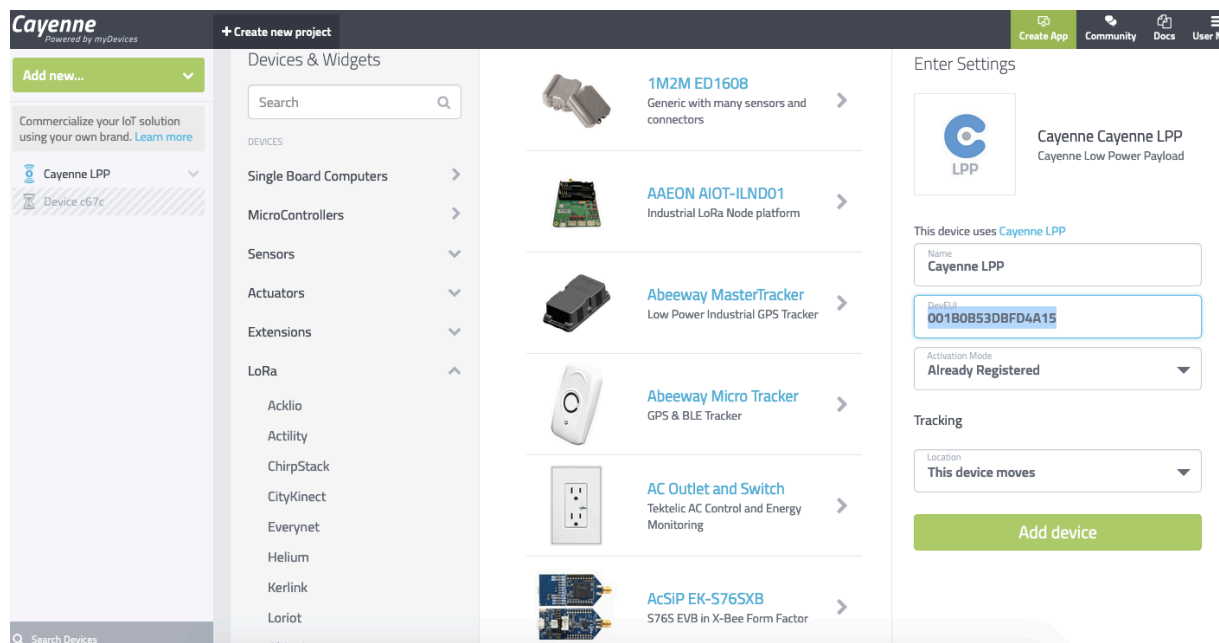 Cayenne
Powered by myDevices
+ Create new project
Create App
Community
Docs
User M
Add new...
Commercialize your IoT solution
using your own brand. Learn more
Cayenne LPP
Device c67c
Search Devices
Devices & Widgets
Search
DEVICES
Single Board Computers
MicroControllers
Sensors
Actuators
Extensions
LoRa
Acklio
Actility
ChirpStack
CityKinect
Everynet
Helium
Kerlink
Loriot
1M2M ED1608
Generic with many sensors and
connectors
AAEON AIOT-ILND01
Industrial LoRa Node platform
Abeeway MasterTracker
Low Power Industrial GPS Tracker
Abeeway Micro Tracker
GPS & BLE Tracker
AC Outlet and Switch
Tektelic AC Control and Energy
Monitoring
AcSiP EK-S76SXB
S76S EVB in X-Bee Form Factor
Enter Settings
LPP
Cayenne Cayenne LPP
Cayenne Low Power Payload
This device uses Cayenne LPP
Name
Cayenne LPP
DevEUI
001B0B53DBFD4A15
Activation Mode
Already Registered
Tracking
Location
This device moves
Add device